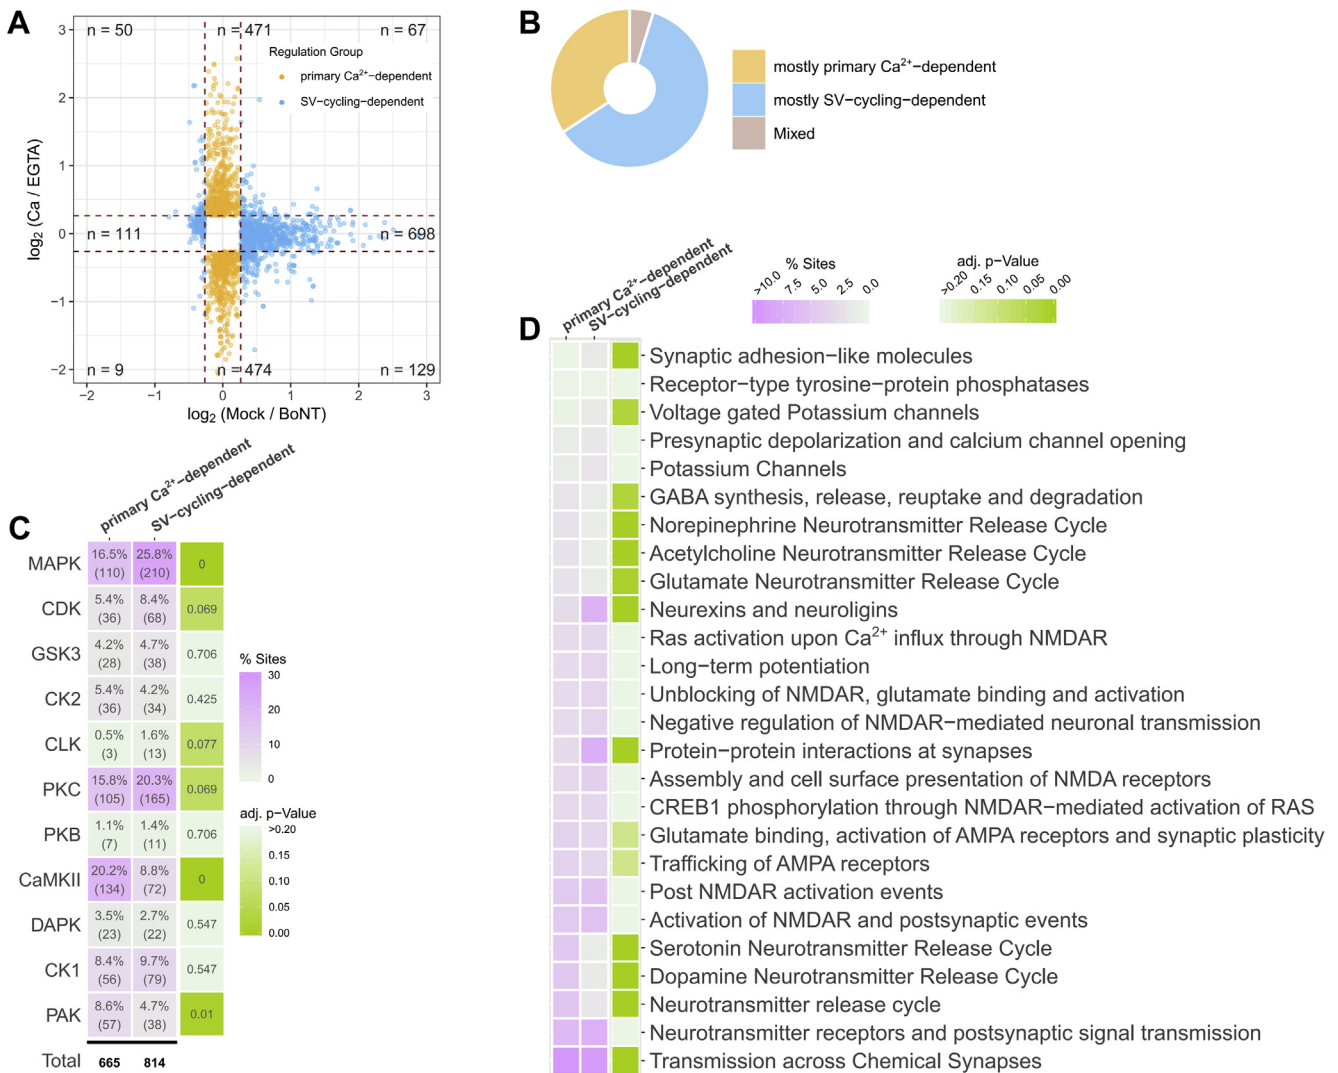 A
n = 50
n = 471
n = 67
Regulation Group
primary Ca²⁺−dependent
SV−cycling−dependent
n = 111
n = 698
n = 9
n = 474
n = 129
3
2
1
0
−1
−2
log₂ (Ca / EGTA)
−2
−1
0
1
2
3
log₂ (Mock / BoNT)
B
mostly primary Ca²⁺−dependent
mostly SV−cycling−dependent
Mixed
C
primary Ca²⁺−dependent
SV−cycling−dependent
MAPK 16.5% (110) 25.8% (210) 0
CDK 5.4% (36) 8.4% (68) 0.069
GSK3 4.2% (28) 4.7% (38) 0.706
CK2 5.4% (36) 4.2% (34) 0.425
CLK 0.5% (3) 1.6% (13) 0.077
PKC 15.8% (105) 20.3% (165) 0.069
PKB 1.1% (7) 1.4% (11) 0.706
CaMKII 20.2% (134) 8.8% (72) 0
DAPK 3.5% (23) 2.7% (22) 0.547
CK1 8.4% (56) 9.7% (79) 0.547
PAK 8.6% (57) 4.7% (38) 0.01
Total 665 814
% Sites
30
20
10
0
adj. p−Value
>0.20
0.15
0.10
0.05
0.00
D
primary Ca²⁺−dependent
SV−cycling−dependent
% Sites
>10.0 7.5 5.0 2.5 0.0
adj. p−Value
>0.20 0.15 0.10 0.05 0.00
Synaptic adhesion−like molecules
Receptor−type tyrosine−protein phosphatases
Voltage gated Potassium channels
Presynaptic depolarization and calcium channel opening
Potassium Channels
GABA synthesis, release, reuptake and degradation
Norepinephrine Neurotransmitter Release Cycle
Acetylcholine Neurotransmitter Release Cycle
Glutamate Neurotransmitter Release Cycle
Neurexins and neuroligins
Ras activation upon Ca²⁺ influx through NMDAR
Long−term potentiation
Unblocking of NMDAR, glutamate binding and activation
Negative regulation of NMDAR−mediated neuronal transmission
Protein−protein interactions at synapses
Assembly and cell surface presentation of NMDA receptors
CREB1 phosphorylation through NMDAR−mediated activation of RAS
Glutamate binding, activation of AMPA receptors and synaptic plasticity
Trafficking of AMPA receptors
Post NMDAR activation events
Activation of NMDAR and postsynaptic events
Serotonin Neurotransmitter Release Cycle
Dopamine Neurotransmitter Release Cycle
Neurotransmitter release cycle
Neurotransmitter receptors and postsynaptic signal transmission
Transmission across Chemical Synapses